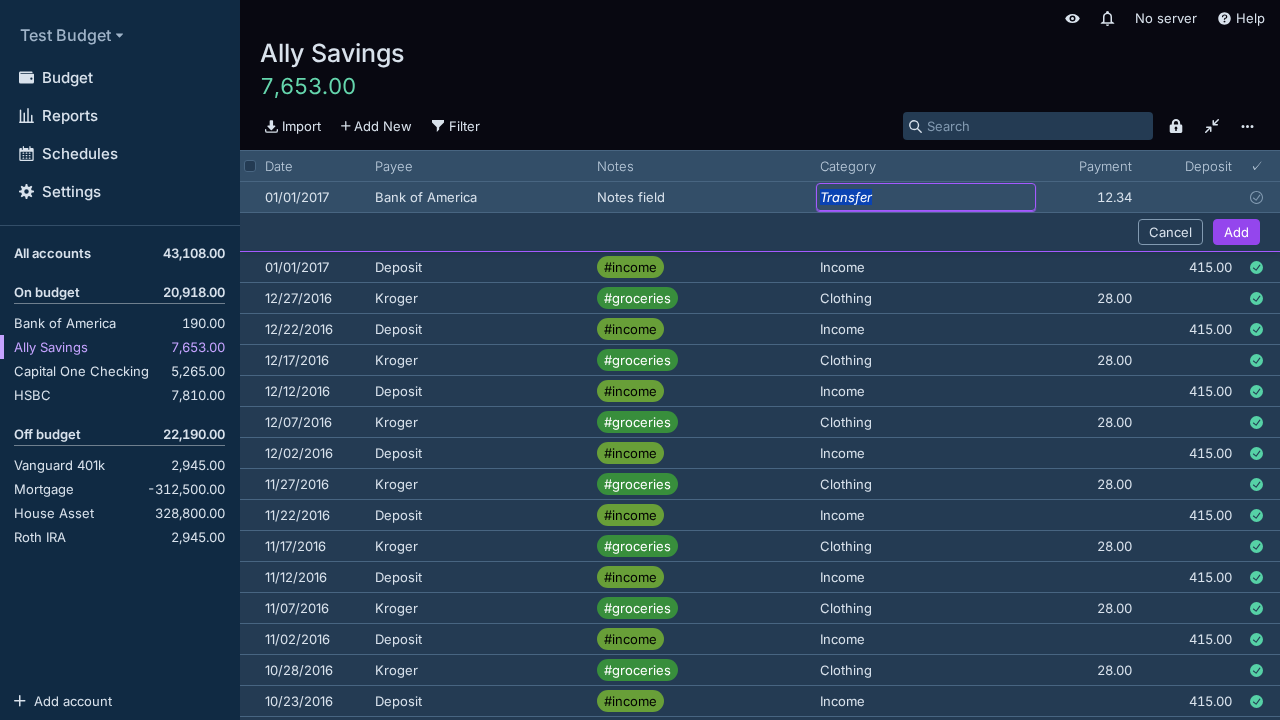 Test Budget
Budget
Reports
Schedules
Settings
All accounts 43,108.00
On budget 20,918.00
Bank of America 190.00
Ally Savings 7,653.00
Capital One Checking 5,265.00
HSBC 7,810.00
Off budget 22,190.00
Vanguard 401k 2,945.00
Mortgage -312,500.00
House Asset 328,800.00
Roth IRA 2,945.00
Add account
No server Help
Ally Savings
7,653.00
Import Add New Filter Search
Date Payee Notes Category Payment Deposit ✓
01/01/2017 Bank of America Notes field Transfer 12.34
Cancel Add
01/01/2017 Deposit #income Income 415.00
12/27/2016 Kroger #groceries Clothing 28.00
12/22/2016 Deposit #income Income 415.00
12/17/2016 Kroger #groceries Clothing 28.00
12/12/2016 Deposit #income Income 415.00
12/07/2016 Kroger #groceries Clothing 28.00
12/02/2016 Deposit #income Income 415.00
11/27/2016 Kroger #groceries Clothing 28.00
11/22/2016 Deposit #income Income 415.00
11/17/2016 Kroger #groceries Clothing 28.00
11/12/2016 Deposit #income Income 415.00
11/07/2016 Kroger #groceries Clothing 28.00
11/02/2016 Deposit #income Income 415.00
10/28/2016 Kroger #groceries Clothing 28.00
10/23/2016 Deposit #income Income 415.00